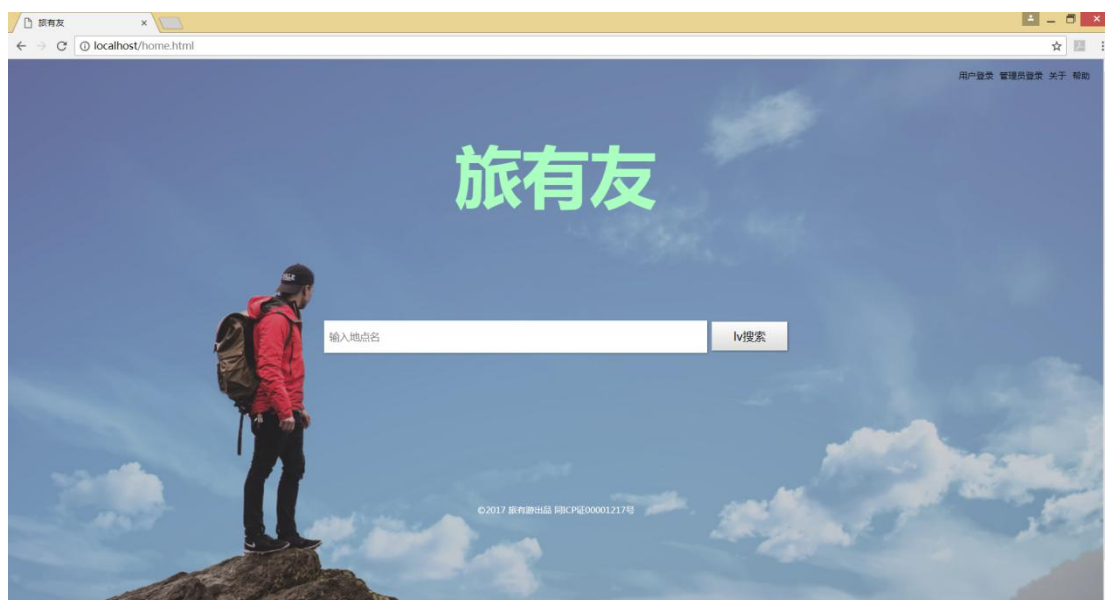 旅有友
localhost/home.html
用户登录 管理员登录 关于 帮助
旅有友
输入地点名
lv搜索
©2017 旅有游出品 同ICP证00001217号